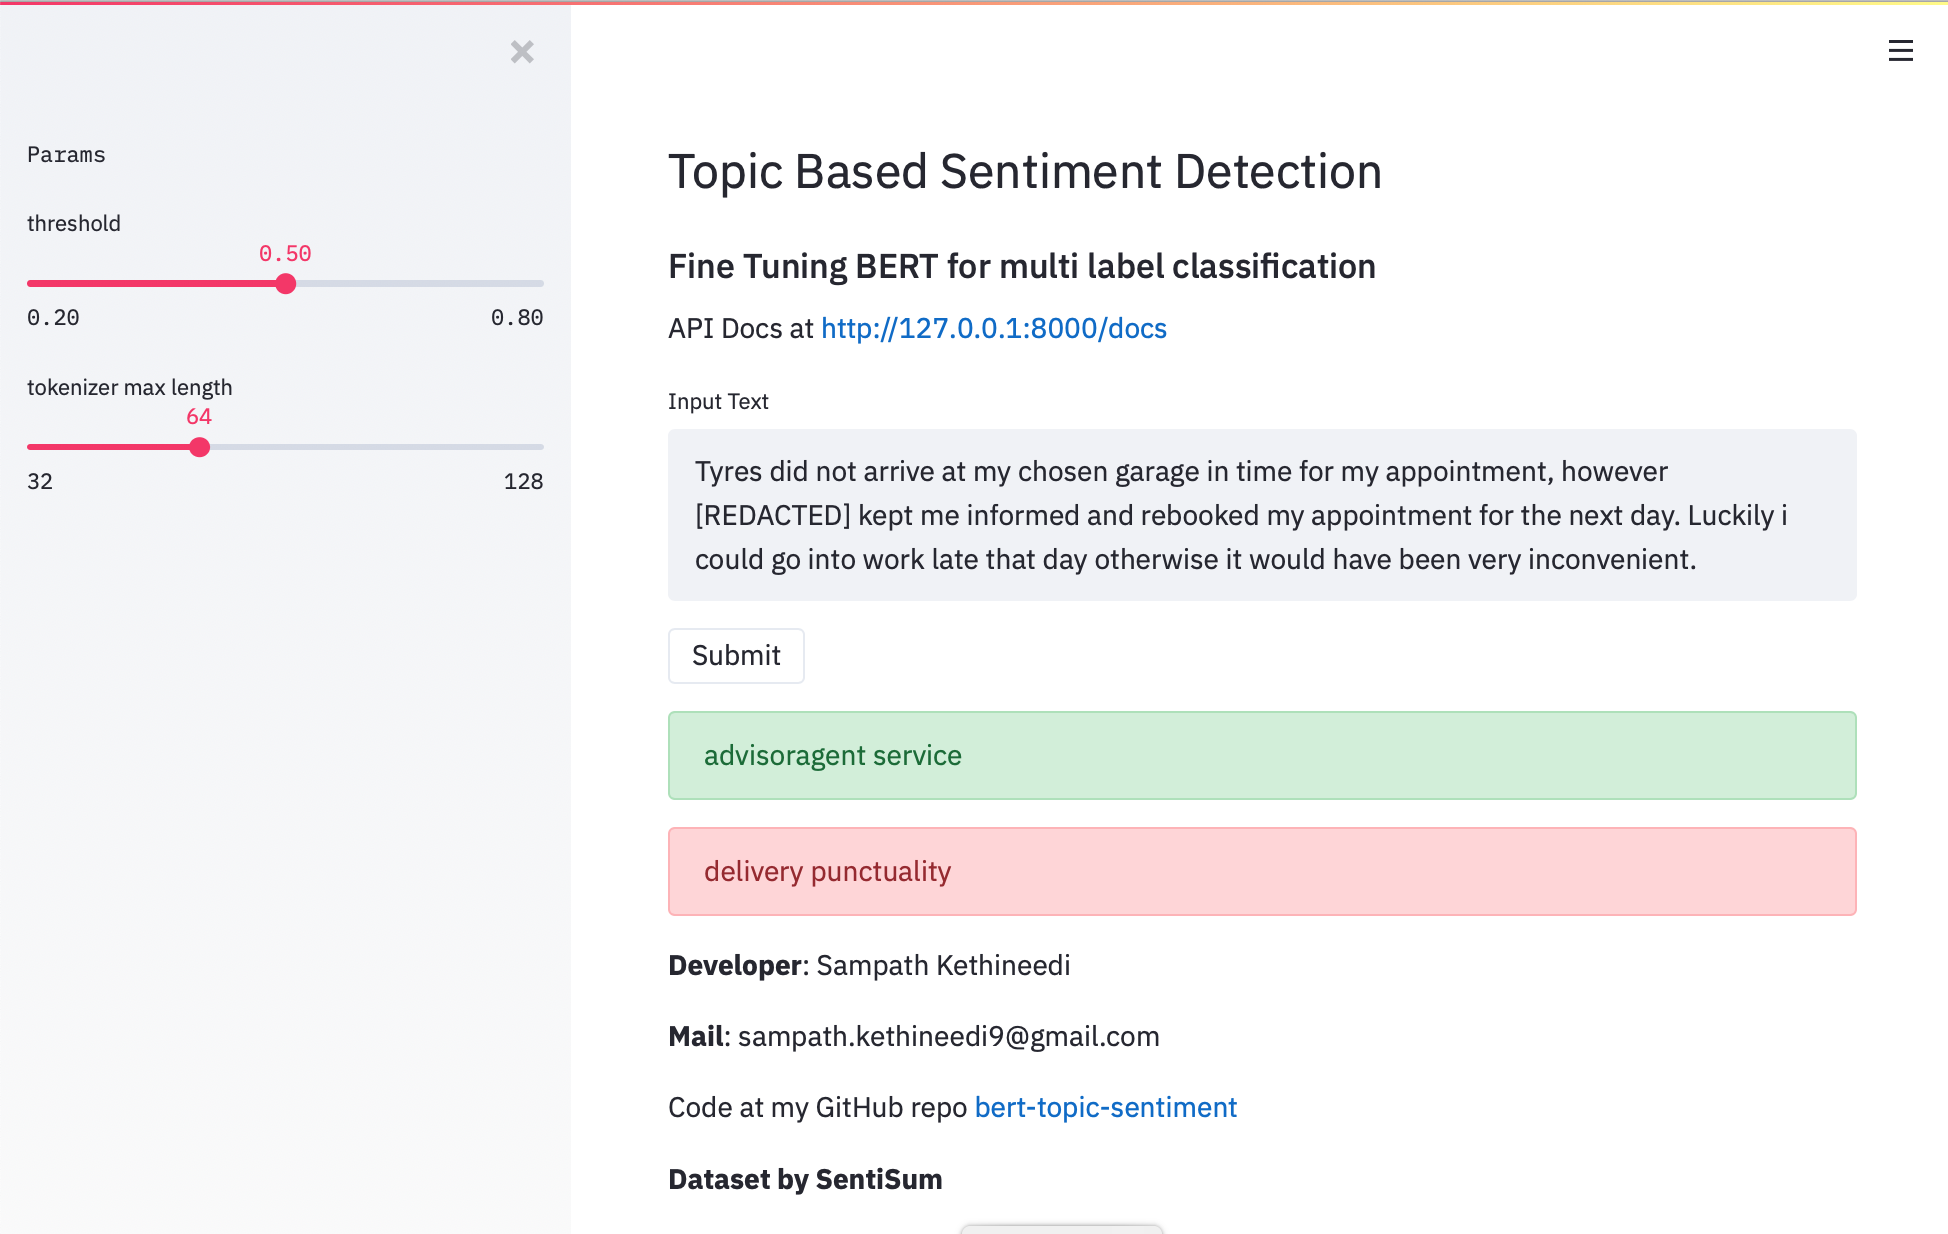 Params
threshold
0.50
0.20 0.80
tokenizer max length
64
32 128
Topic Based Sentiment Detection
Fine Tuning BERT for multi label classification
API Docs at http://127.0.0.1:8000/docs
Input Text
Tyres did not arrive at my chosen garage in time for my appointment, however
[REDACTED] kept me informed and rebooked my appointment for the next day. Luckily i
could go into work late that day otherwise it would have been very inconvenient.
Submit
advisoragent service
delivery punctuality
Developer: Sampath Kethineedi
Mail: sampath.kethineedi9@gmail.com
Code at my GitHub repo bert-topic-sentiment
Dataset by SentiSum